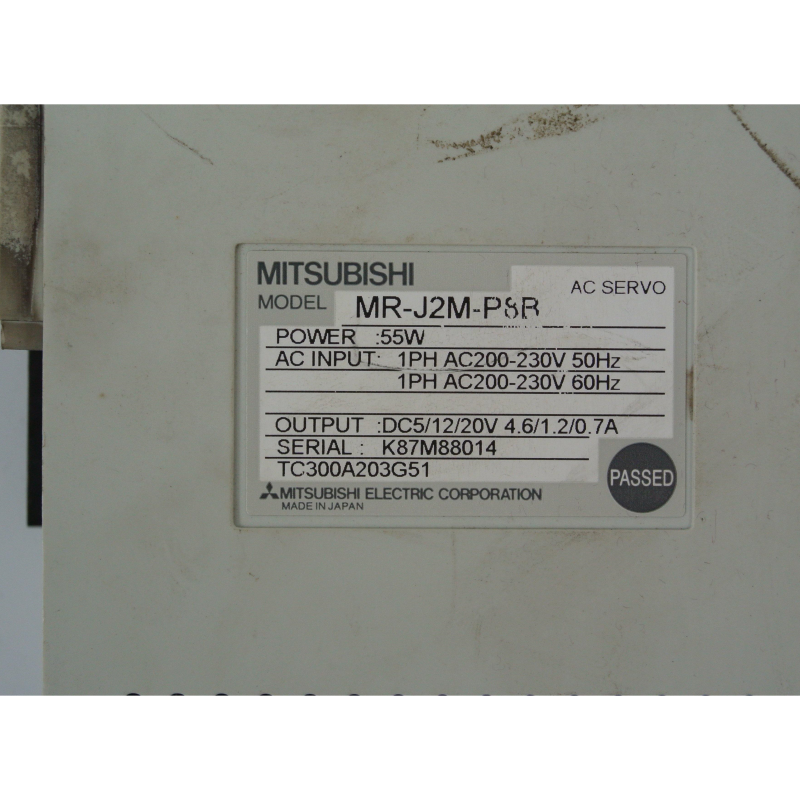 MITSUBISHI
AC SERVO
MODEL MR-J2M-P8B
POWER :55W
AC INPUT: 1PH AC200-230V 50Hz
1PH AC200-230V 60Hz
OUTPUT :DC5/12/20V 4.6/1.2/0.7A
SERIAL : K87M88014
TC300A203G51
PASSED
MITSUBISHI ELECTRIC CORPORATION
MADE IN JAPAN